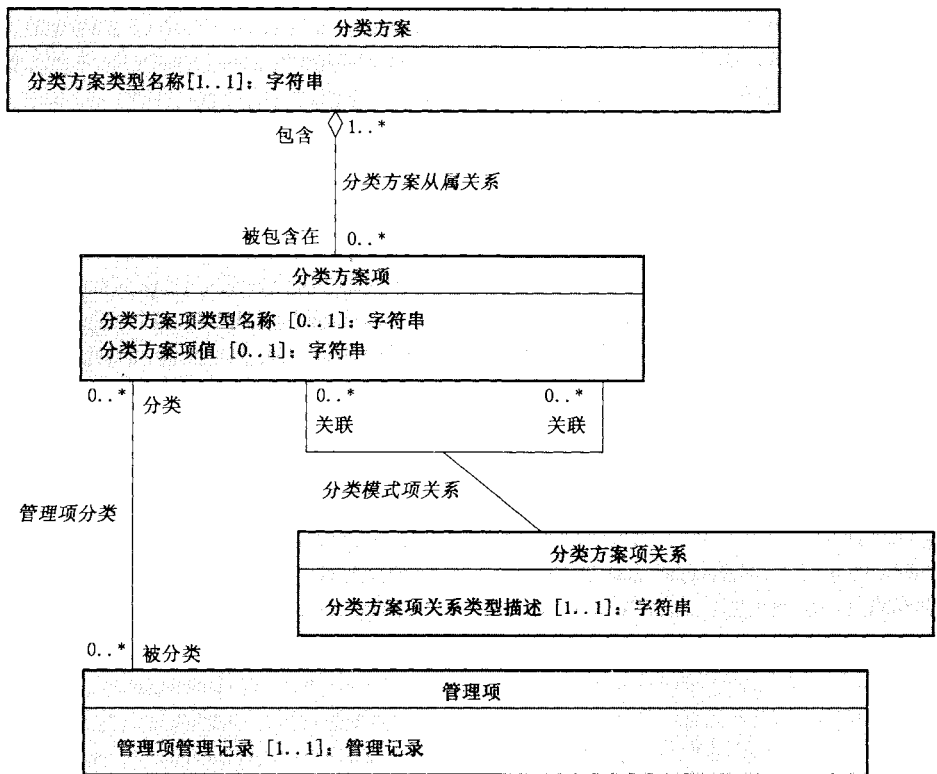 分类方案
分类方案类型名称[1..1]：字符串
包含 1..*
分类方案从属关系
被包含在 0..*
分类方案项
分类方案项类型名称 [0..1]：字符串
分类方案项值 [0..1]：字符串
0..* 分类
0..* 0..*
关联 关联
分类模式项关系
管理项分类
分类方案项关系
分类方案项关系类型描述 [1..1]：字符串
0..* 被分类
管理项
管理项管理记录 [1..1]：管理记录